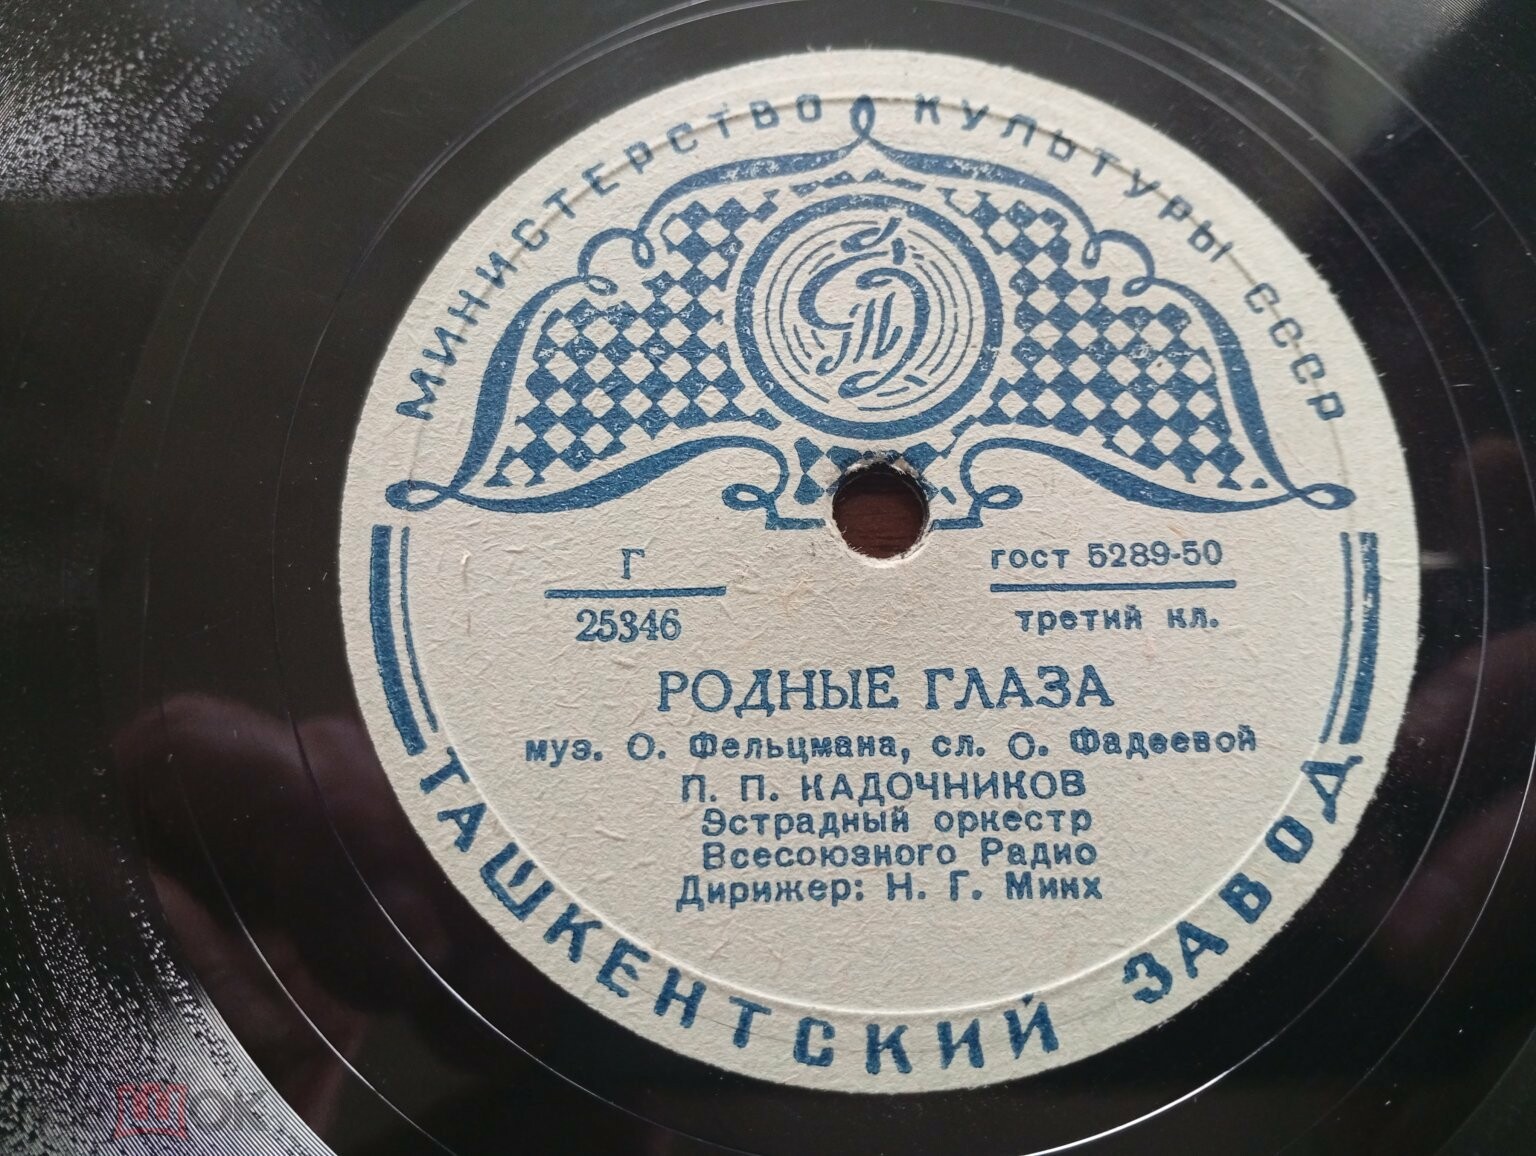 МИНИСТЕРСТВО КУЛЬТУРЫ СССР
Г
25346
ГОСТ 5289-50
третий кл.
РОДНЫЕ ГЛАЗА
муз. О. Фельцмана, сл. О. Фадеевой
П. П. КАДОЧНИКОВ
Эстрадный оркестр
Всесоюзного Радио
Дирижер: Н. Г. Минх
ТАШКЕНТСКИЙ ЗАВОД